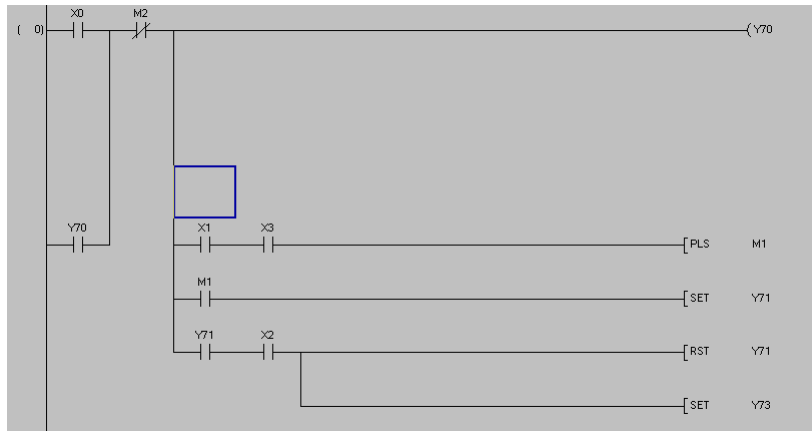 X0 M2
( 0) ( Y70
Y70 X1 X3
[ PLS M1
M1
[ SET Y71
Y71 X2
[ RST Y71
[ SET Y73